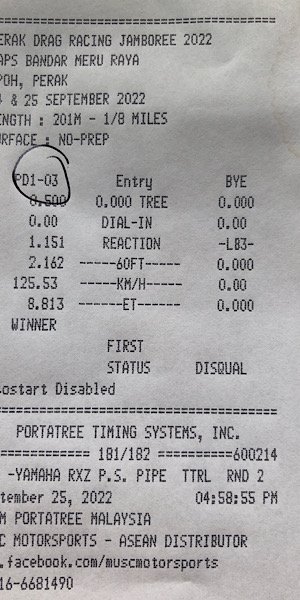 ==================================
ERAK DRAG RACING JAMBOREE 2022
APS BANDAR MERU RAYA
POH, PERAK
& 25 SEPTEMBER 2022
ENGTH : 201M - 1/8 MILES
URFACE : NO-PREP
PD1-03 Entry BYE
0.500 0.000 TREE 0.000
0.00 DIAL-IN 0.00
1.151 REACTION -LB3-
2.162 -----60FT----- 0.000
125.53 -----KM/H----- 0.00
8.813 ------ET------ 0.000
WINNER
FIRST
STATUS DISQUAL
ostart Disabled
==================================
PORTATREE TIMING SYSTEMS, INC.
============ 181/182 ==========600214
-YAMAHA RXZ P.S. PIPE TTRL RND 2
tember 25, 2022 04:58:55 PM
M PORTATREE MALAYSIA
C MOTORSPORTS - ASEAN DISTRIBUTOR
.facebook.com/muscmotorsports
16-6681490